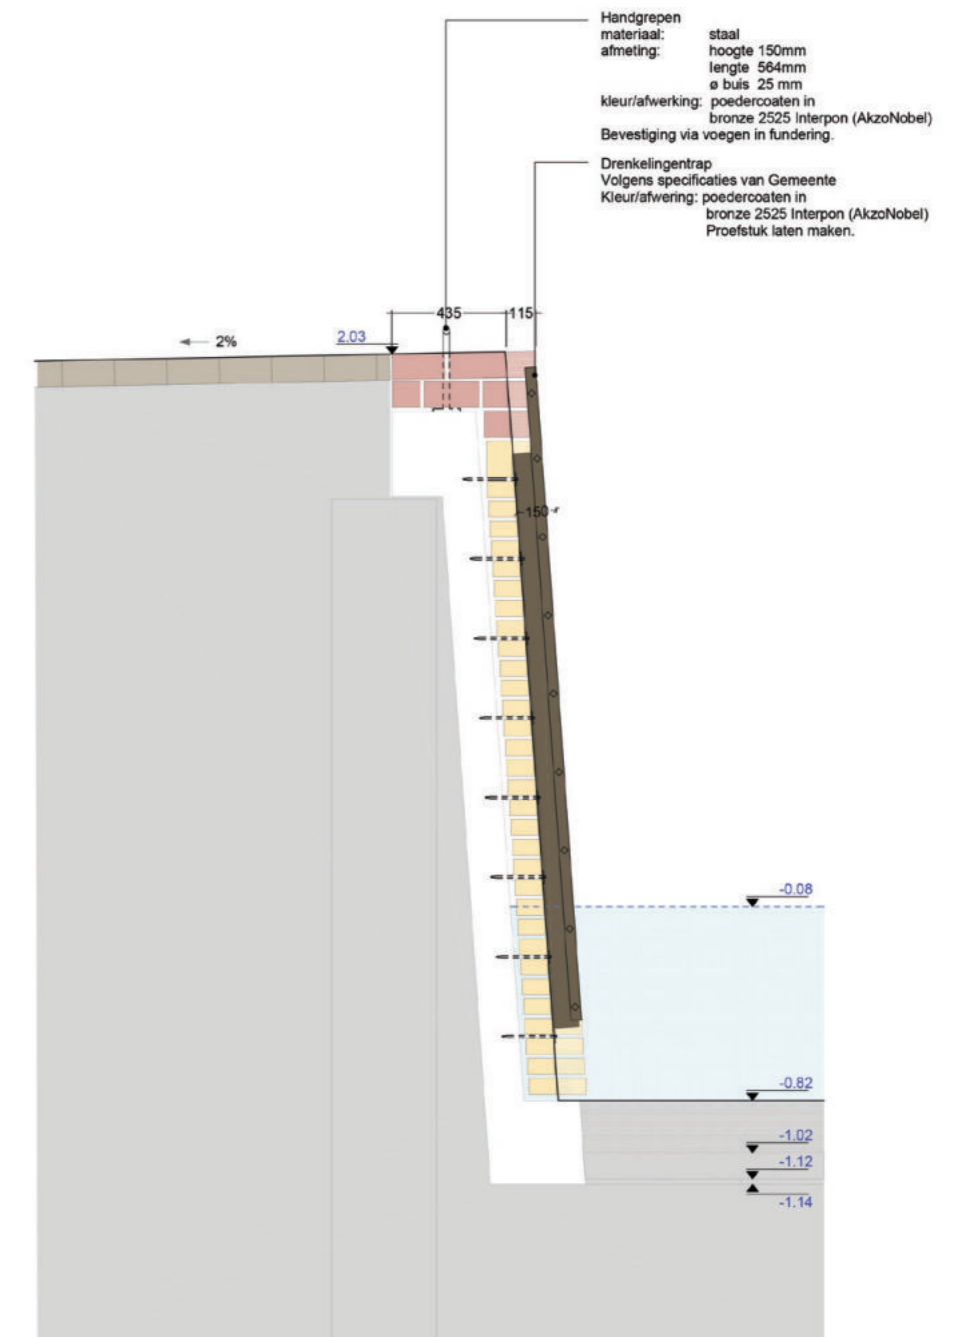 Handgrepen
materiaal: staal
afmeting: hoogte 150mm
lengte 564mm
ø buis 25 mm
kleur/afwerking: poedercoaten in
bronze 2525 Interpon (AkzoNobel)
Bevestiging via voegen in fundering.
Drenkelingentrap
Volgens specificaties van Gemeente
Kleur/afwering: poedercoaten in
bronze 2525 Interpon (AkzoNobel)
Proefstuk laten maken.
435 115
2% 2.03
150
-0.08
-0.82
-1.02
-1.12
-1.14